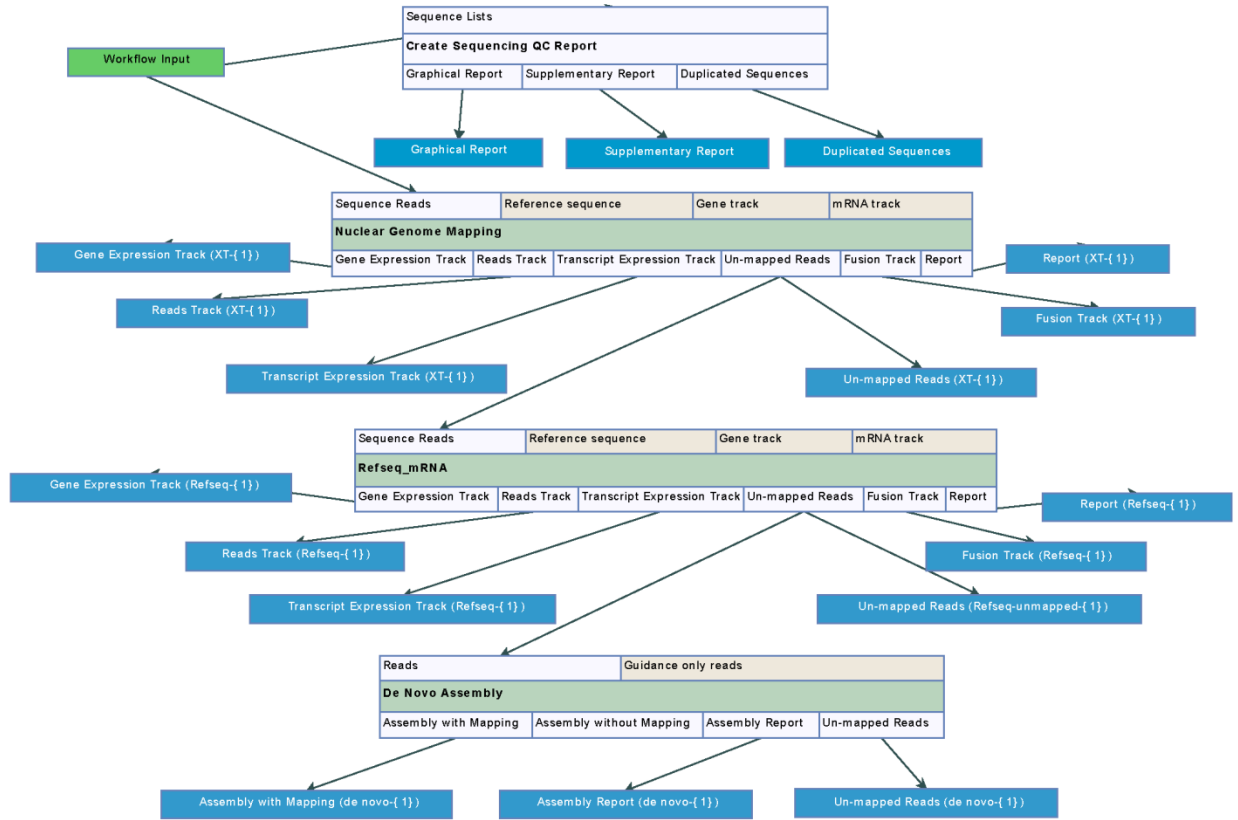 Sequence Lists
Workflow Input
Create Sequencing QC Report
Graphical Report Supplementary Report Duplicated Sequences
Graphical Report Supplementary Report Duplicated Sequences
Sequence Reads Reference sequence Gene track mRNA track
Nuclear Genome Mapping
Gene Expression Track (XT-{1}) Gene Expression Track Reads Track Transcript Expression Track Un-mapped Reads Fusion Track Report Report (XT-{1})
Reads Track (XT-{1}) Fusion Track (XT-{1})
Transcript Expression Track (XT-{1}) Un-mapped Reads (XT-{1})
Sequence Reads Reference sequence Gene track mRNA track
Refseq_mRNA
Gene Expression Track (Refseq-{1}) Gene Expression Track Reads Track Transcript Expression Track Un-mapped Reads Fusion Track Report Report (Refseq-{1})
Reads Track (Refseq-{1}) Fusion Track (Refseq-{1})
Transcript Expression Track (Refseq-{1}) Un-mapped Reads (Refseq-unmapped-{1})
Reads Guidance only reads
De Novo Assembly
Assembly with Mapping Assembly without Mapping Assembly Report Un-mapped Reads
Assembly with Mapping (de novo-{1}) Assembly Report (de novo-{1}) Un-mapped Reads (de novo-{1})